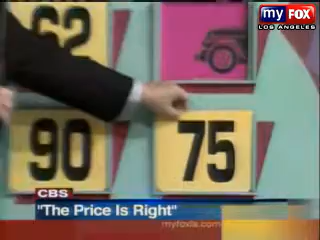 my FOX
LOS ANGELES
62
90
75
CBS
"The Price Is Right"
myfoxla.com